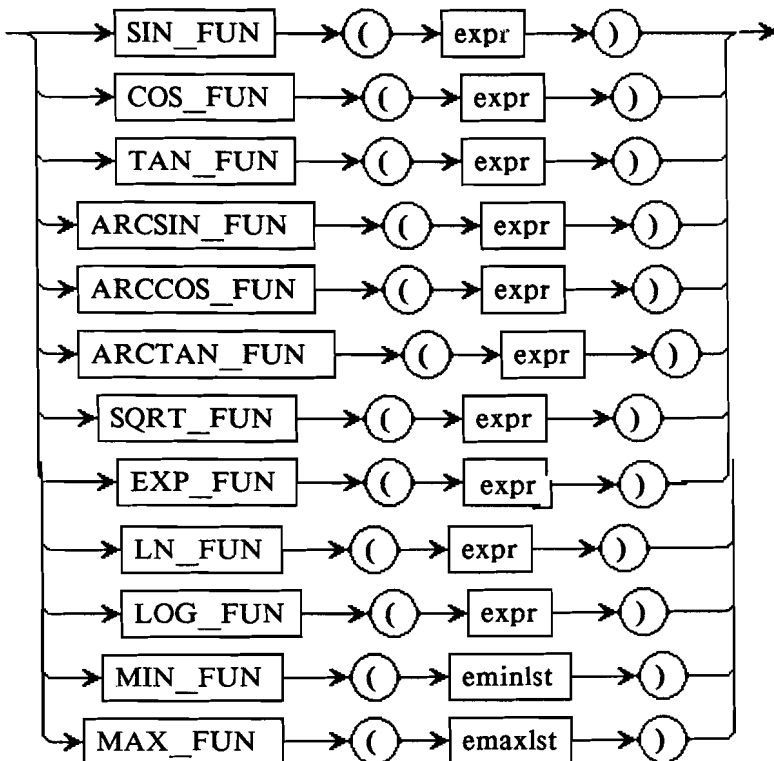 SIN_FUN ( expr )
COS_FUN ( expr )
TAN_FUN ( expr )
ARCSIN_FUN ( expr )
ARCCOS_FUN ( expr )
ARCTAN_FUN ( expr )
SQRT_FUN ( expr )
EXP_FUN ( expr )
LN_FUN ( expr )
LOG_FUN ( expr )
MIN_FUN ( eminlst )
MAX_FUN ( emaxlst )